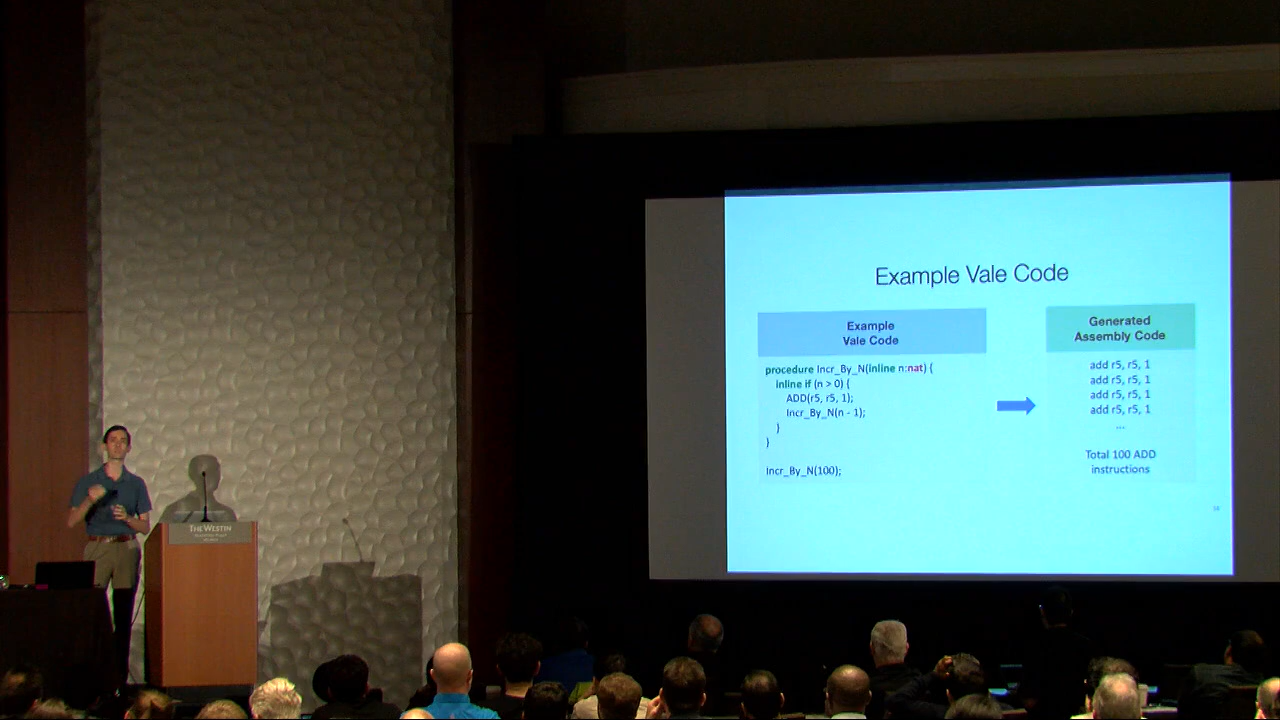 Example Vale Code
Example
Vale Code
procedure Incr_By_N(inline n:nat) {
inline if (n > 0) {
ADD(r5, r5, 1);
Incr_By_N(n - 1);
}
}
Incr_By_N(100);
Generated
Assembly Code
add r5, r5, 1
add r5, r5, 1
add r5, r5, 1
add r5, r5, 1
...
Total 100 ADD
instructions
THE WESTIN